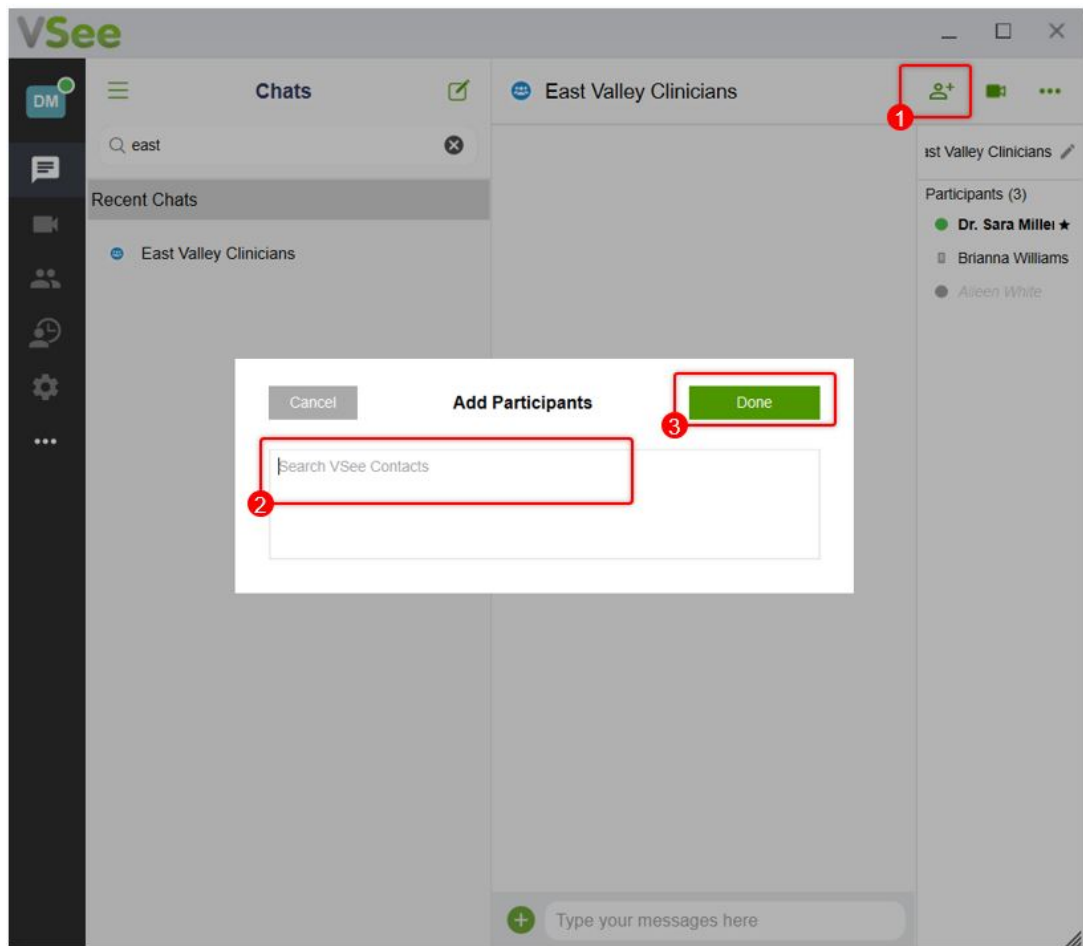 VSee
DM
Chats
east
Recent Chats
East Valley Clinicians
East Valley Clinicians
1
ast Valley Clinicians
Participants (3)
Dr. Sara Miller
Brianna Williams
Aileen White
Cancel
Add Participants
Done
3
Search VSee Contacts
2
Type your messages here